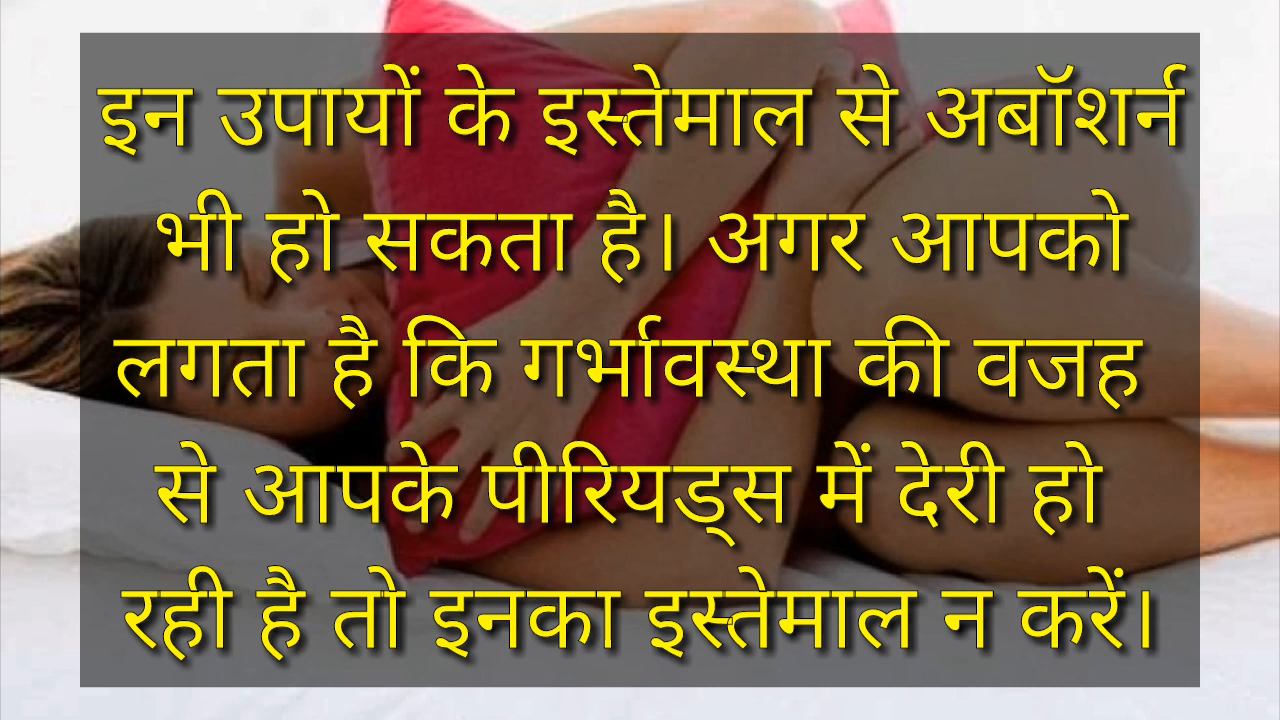 इन उपायों के इस्तेमाल से अबॉशर्न
भी हो सकता है। अगर आपको
लगता है कि गर्भावस्था की वजह
से आपके पीरियड्स में देरी हो
रही है तो इनका इस्तेमाल न करें।